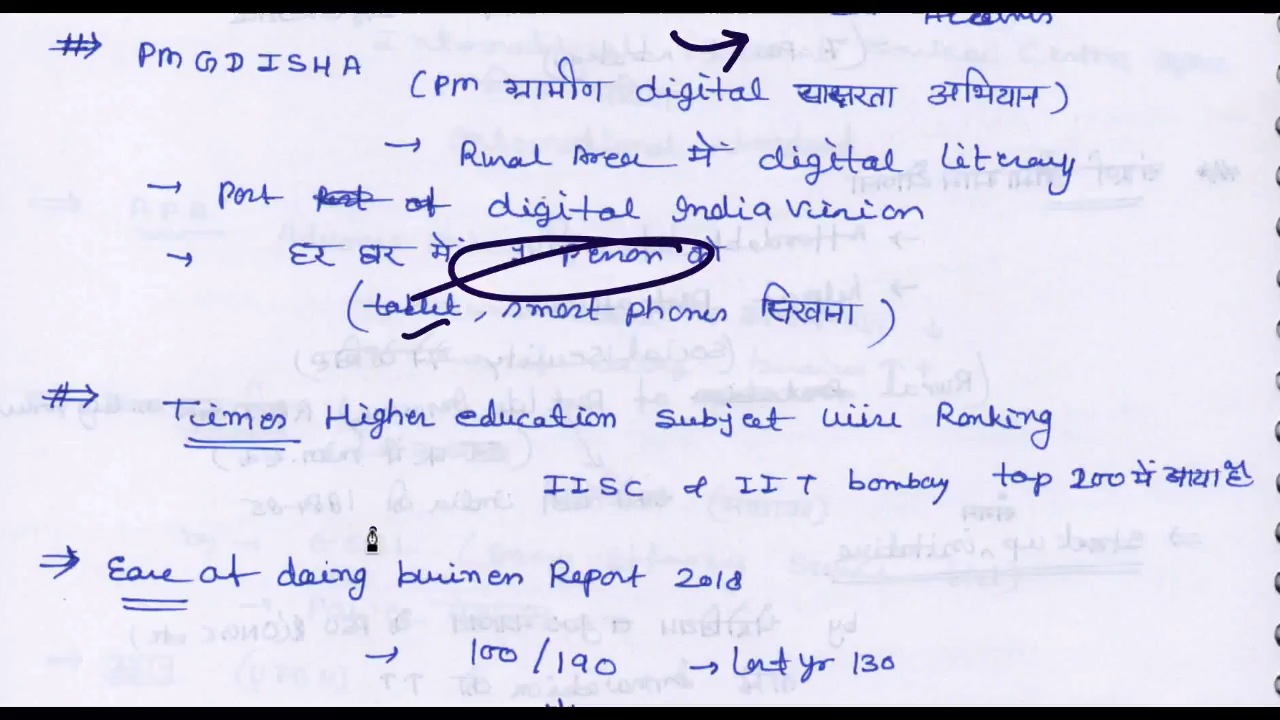 #⇒ PMGDISHA
(PM ग्रामीण digital साक्षरता अभियान)
→ Rural Area में digital Literacy
→ Part of digital India Vision
→ हर घर में 1 person को
(tablet, smart phones सिखाना)
#⇒ Times Higher education Subject wise Ranking
IISC & IIT bombay top 200 में आया है
⇒ Ease of doing business Report 2018
→ 100/190 → last yr 130